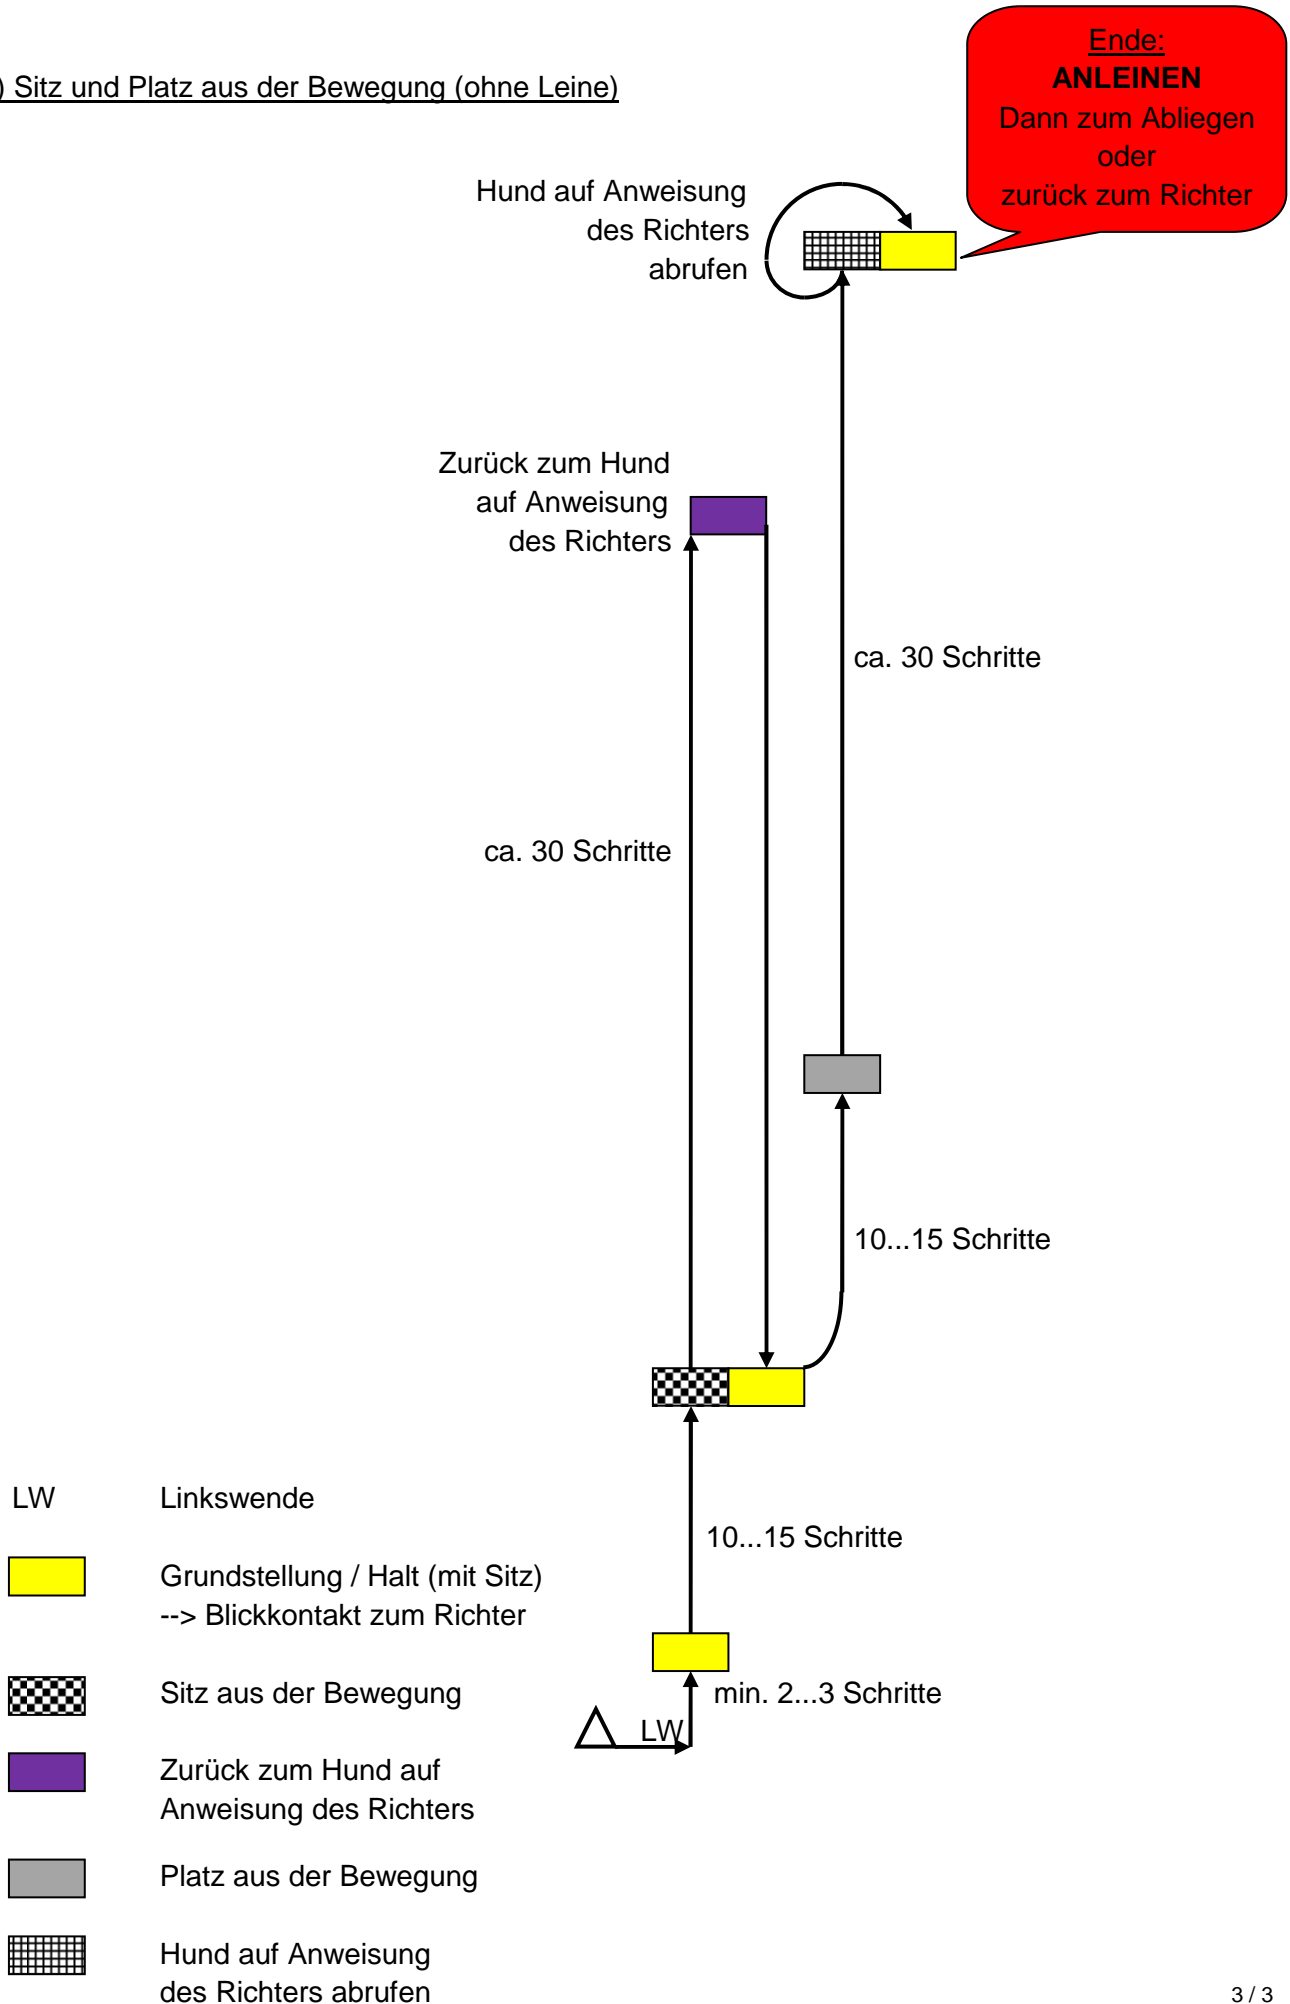 ) Sitz und Platz aus der Bewegung (ohne Leine)
Ende:
ANLEINEN
Dann zum Abliegen
oder
zurück zum Richter
Hund auf Anweisung
des Richters
abrufen
Zurück zum Hund
auf Anweisung
des Richters
ca. 30 Schritte
ca. 30 Schritte
10...15 Schritte
10...15 Schritte
min. 2...3 Schritte
LW
LW Linkswende
Grundstellung / Halt (mit Sitz)
--> Blickkontakt zum Richter
Sitz aus der Bewegung
Zurück zum Hund auf
Anweisung des Richters
Platz aus der Bewegung
Hund auf Anweisung
des Richters abrufen
3 / 3